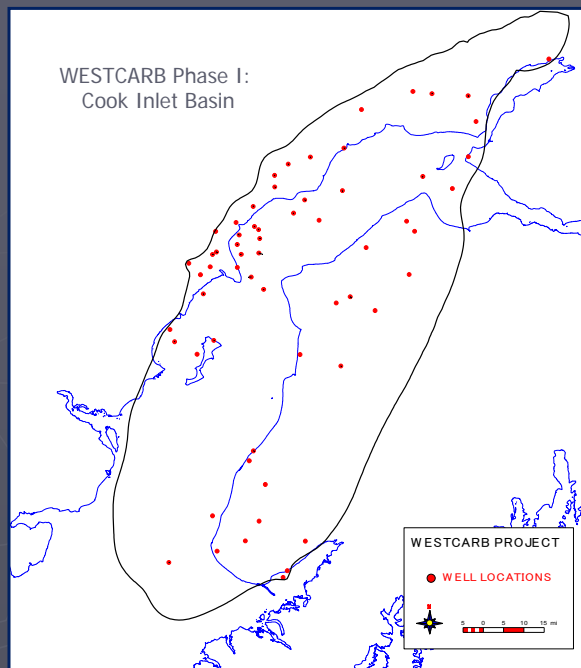 WESTCARB Phase I:
Cook Inlet Basin
WESTCARB PROJECT
WELL LOCATIONS
N
5 0 5 10 15 mi